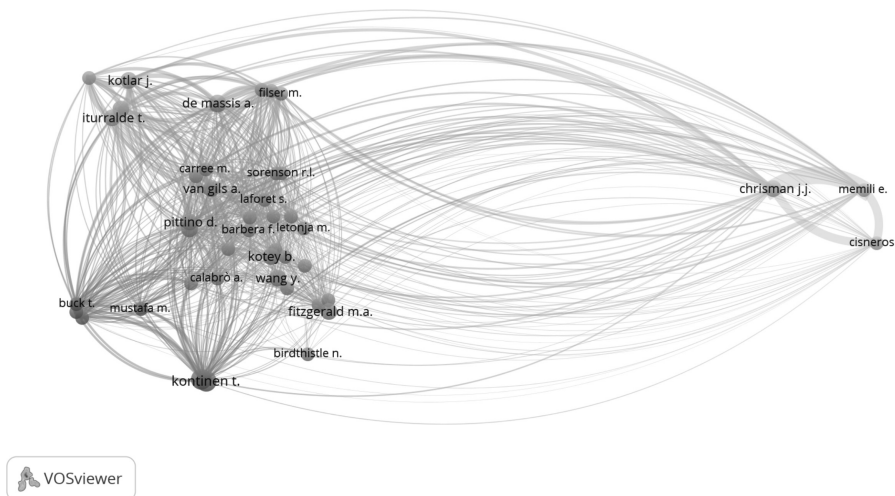 kotlar j.
de massis a.
filser m.
iturralde t.
carree m.
sorenson r.l.
van gils a.
chrisman j.j.
memili e.
laforet s.
pittino d.
barbera f.
letonja m.
cisneros
kotey b.
calabrò a.
wang y.
buck t.
mustafa m.
fitzgerald m.a.
birdthistle n.
kontinen t.
VOSviewer